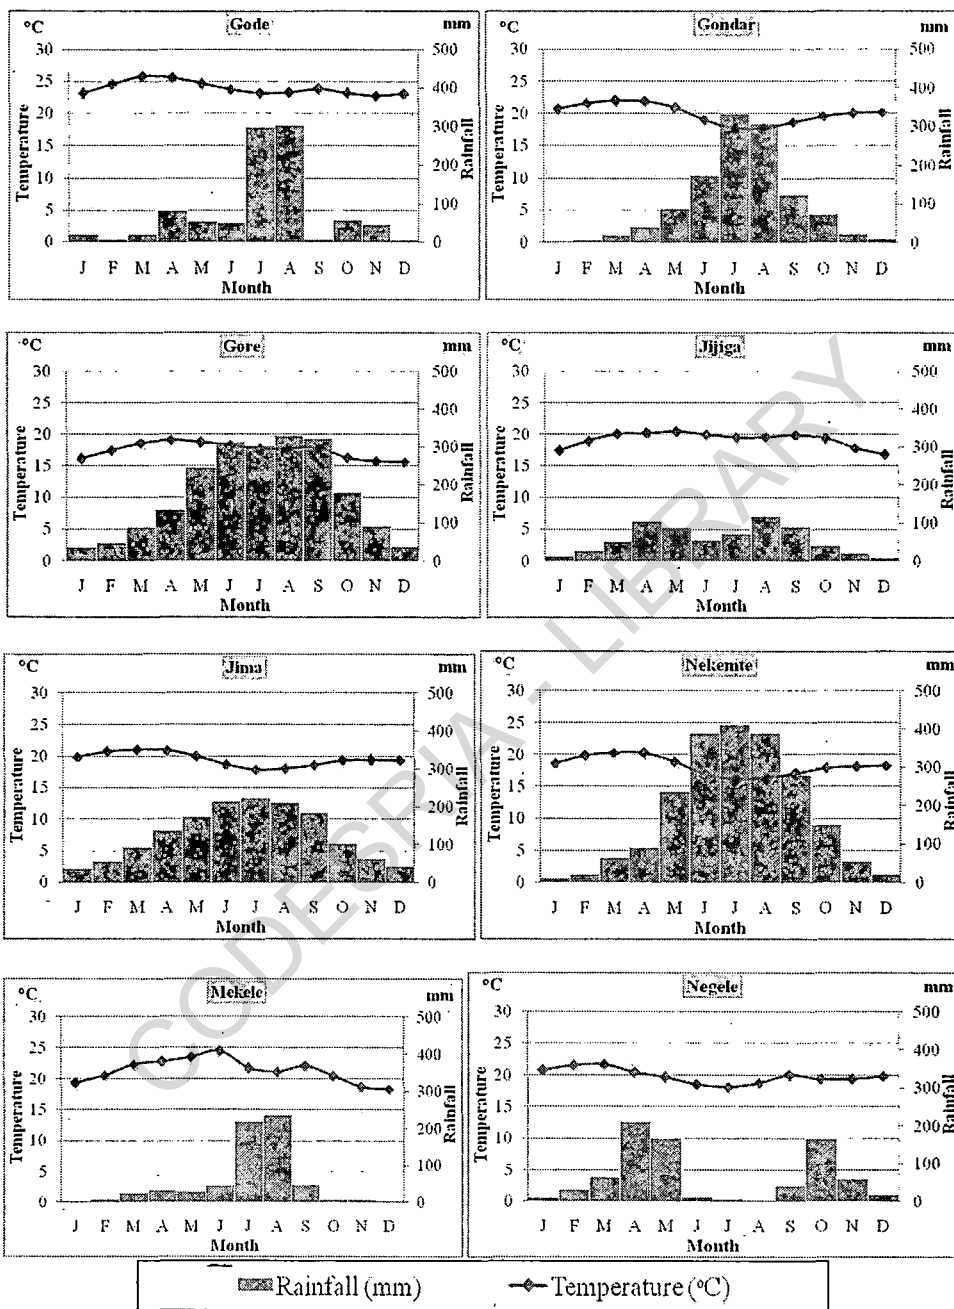 °C Gode mm °C Gondar mm
30 500 30 500
25 400 25 400
20 300 20 300
15 200 15 200
10 100 10 100
5 0 5 0
0 0
Temperature Rainfall Temperature Rainfall
J F M A M J J A S O N D J F M A M J J A S O N D
Month Month
°C Gore mm °C Jijiga mm
30 500 30 500
25 400 25 400
20 300 20 300
15 200 15 200
10 100 10 100
5 0 5 0
0 0
Temperature Rainfall Temperature Rainfall
J F M A M J J A S O N D J F M A M J J A S O N D
Month Month
°C Jima mm °C Nekemte mm
30 500 30 500
25 400 25 400
20 300 20 300
15 200 15 200
10 100 10 100
5 0 5 0
0 0
Temperature Rainfall Temperature Rainfall
J F M A M J J A S O N D J F M A M J J A S O N D
Month Month
°C Mekele mm °C Negele mm
30 500 30 500
25 400 25 400
20 300 20 300
15 200 15 200
10 100 10 100
5 0 5 0
0 0
Temperature Rainfall Temperature Rainfall
J F M A M J J A S O N D J F M A M J J A S O N D
Month Month
Rainfall (mm) Temperature (°C)
CODESRIA - LIBRARY